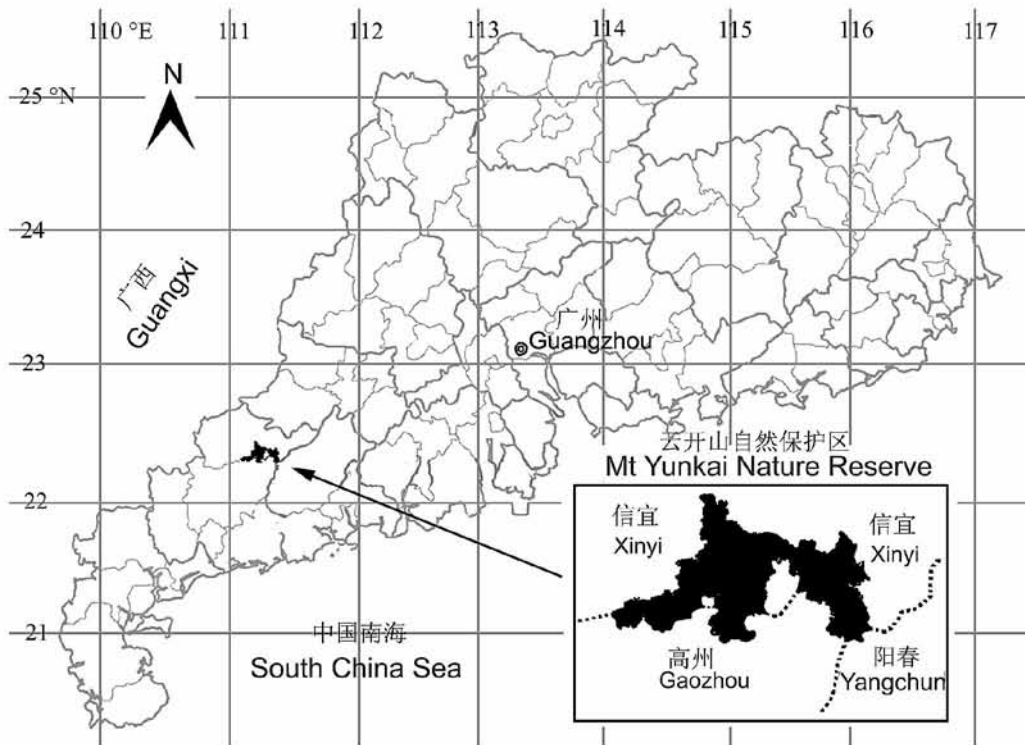 110 °E 111 112 113 114 115 116 117
N
25 °N
24
广西
Guangxi
广州
Guangzhou
23
云开山自然保护区
Mt Yunkai Nature Reserve
22
信宜
Xinyi
信宜
Xinyi
21
中国南海
South China Sea
高州
Gaozhou
阳春
Yangchun